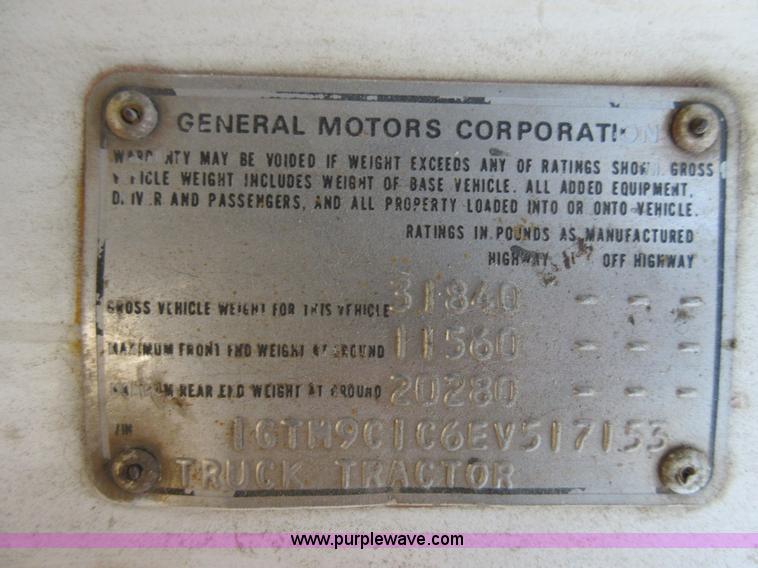 GENERAL MOTORS CORPORATION
WARRANTY MAY BE VOIDED IF WEIGHT EXCEEDS ANY OF RATINGS SHOWN. GROSS
VEHICLE WEIGHT INCLUDES WEIGHT OF BASE VEHICLE. ALL ADDED EQUIPMENT,
DRIVER AND PASSENGERS, AND ALL PROPERTY LOADED INTO OR ONTO VEHICLE.
RATINGS IN POUNDS AS MANUFACTURED
HIGHWAY OFF HIGHWAY
GROSS VEHICLE WEIGHT FOR THIS VEHICLE 31840 - - -
MAXIMUM FRONT END WEIGHT AT GROUND 11560 - - -
MAXIMUM REAR END WEIGHT AT GROUND 20280 - - -
VIN 1GTM9C1C6EV517153
TRUCK TRACTOR
www.purplewave.com